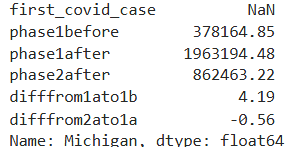 first_covid_case NaN
phase1before 378164.85
phase1after 1963194.48
phase2after 862463.22
difffrom1ato1b 4.19
difffrom2ato1a -0.56
Name: Michigan, dtype: float64